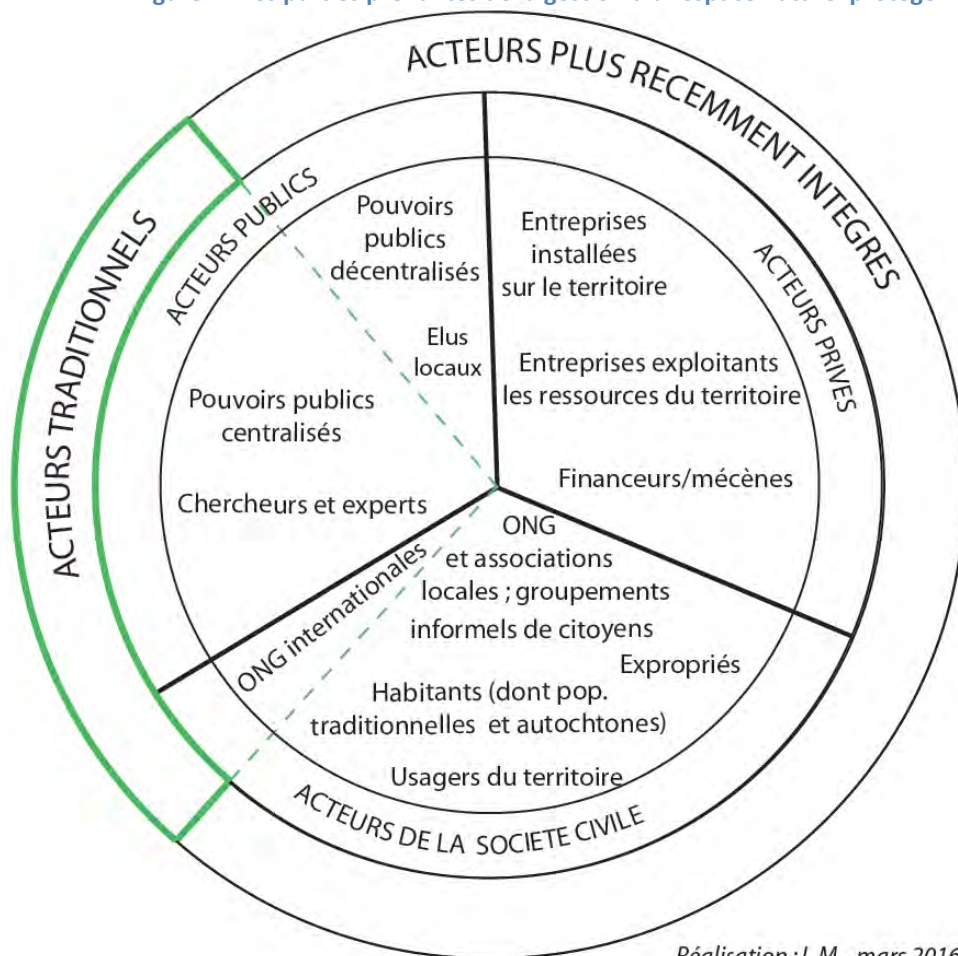 ACTEURS PLUS RECEMMENT INTEGRES
ACTEURS TRADITIONNELS
ACTEURS PUBLICS
ACTEURS PRIVES
Pouvoirs
publics
décentralisés
Elus
locaux
Pouvoirs publics
centralisés
Chercheurs et experts
Entreprises
installées
sur le territoire
Entreprises exploitants
les ressources du territoire
Financeurs/mécènes
ONG internationales
ONG
et associations
locales ; groupements
informels de citoyens
Expropriés
Habitants (dont pop.
traditionnelles et autochtones)
Usagers du territoire
ACTEURS DE LA SOCIETE CIVILE
Réalisation : L.M., mars 2016